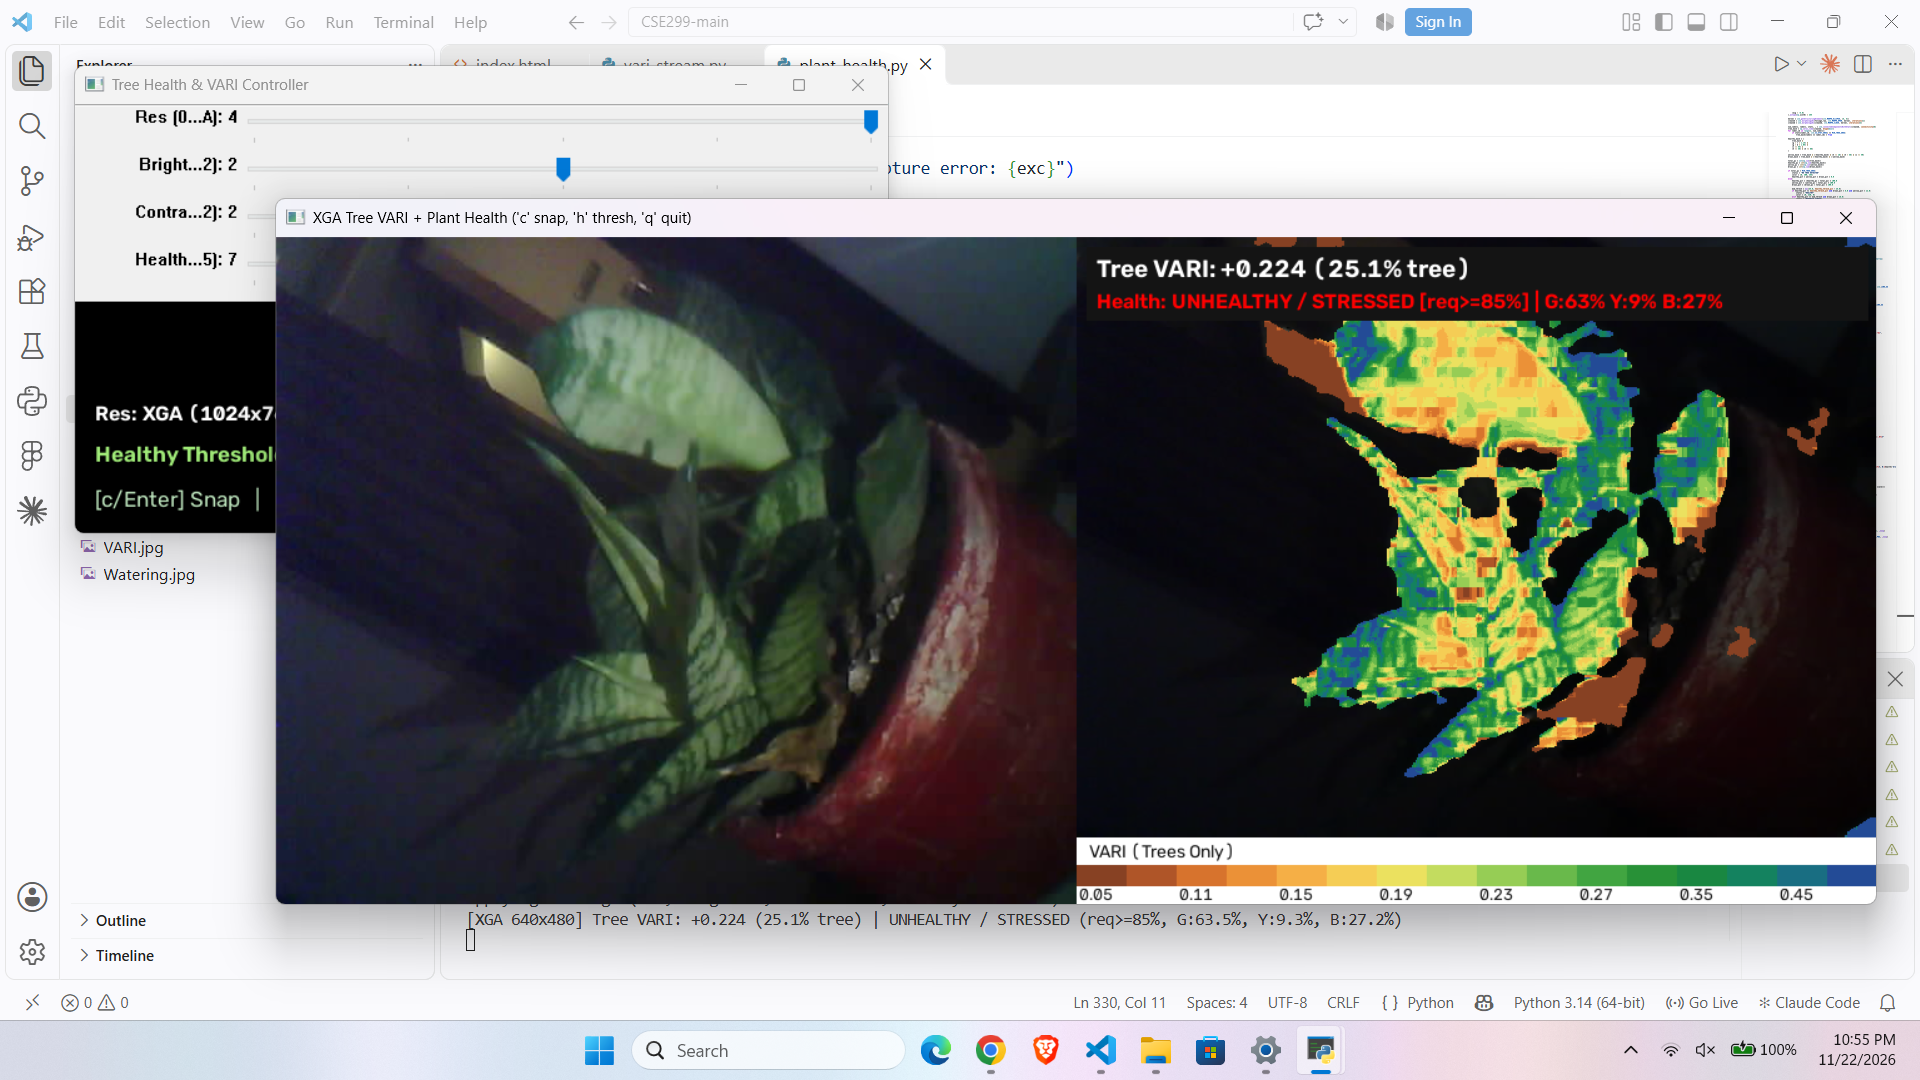 File Edit Selection View Go Run Terminal Help
CSE299-main
Sign In
Explorer
index.html
vari_stream.py
plant_health.py
Tree Health & VARI Controller
Res (0...A): 4
Bright...2): 2
Contra...2): 2
Health...5): 7
Res: XGA (1024x7
Healthy Threshol
[c/Enter] Snap |
pture error: {exc}")
XGA Tree VARI + Plant Health ('c' snap, 'h' thresh, 'q' quit)
Tree VARI: +0.224 (25.1% tree)
Health: UNHEALTHY / STRESSED [req>=85%] | G:63% Y:9% B:27%
VARI (Trees Only)
0.05 0.11 0.15 0.19 0.23 0.27 0.35 0.45
VARI.jpg
Watering.jpg
Outline
Timeline
[XGA 640x480] Tree VARI: +0.224 (25.1% tree) | UNHEALTHY / STRESSED (req>=85%, G:63.5%, Y:9.3%, B:27.2%)
0 0
Ln 330, Col 11 Spaces: 4 UTF-8 CRLF { } Python Python 3.14 (64-bit) Go Live Claude Code
Search
100%
10:55 PM
11/22/2026